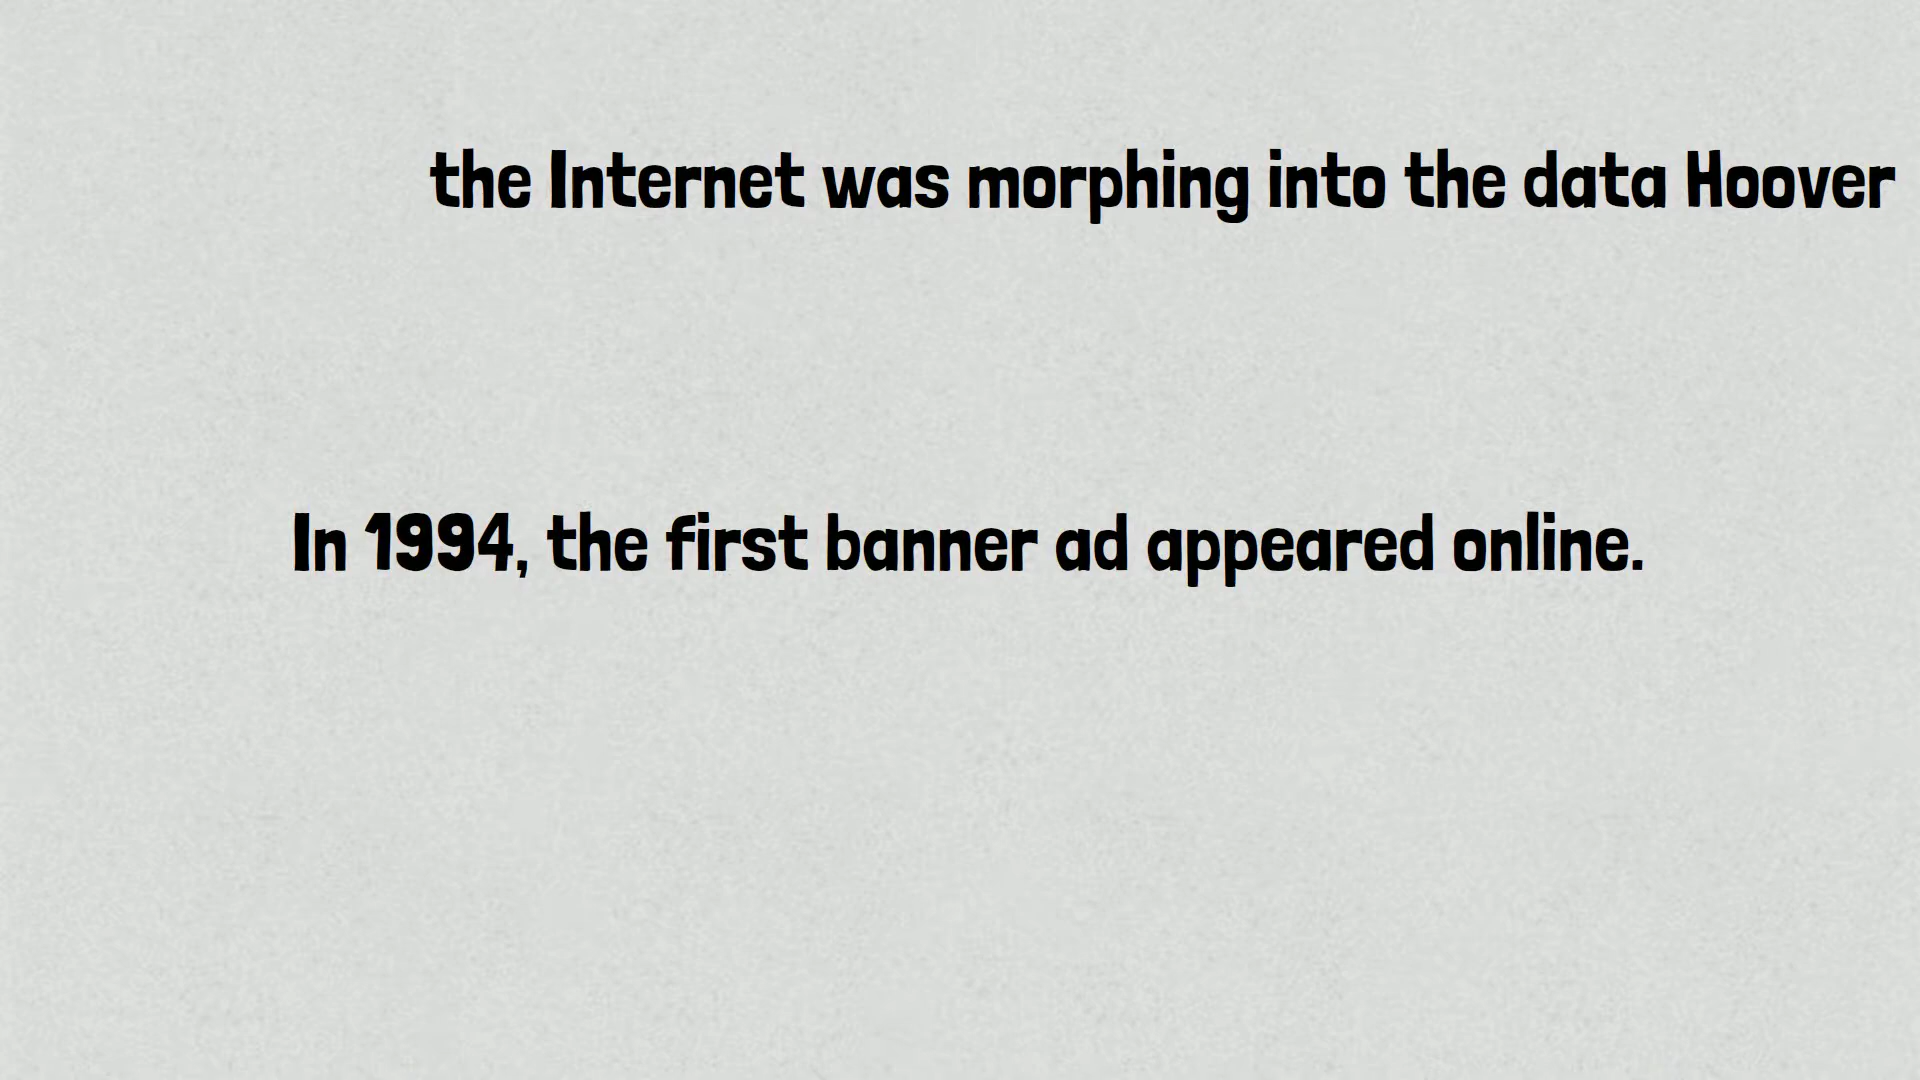 the Internet was morphing into the data Hoover
In 1994, the first banner ad appeared online.